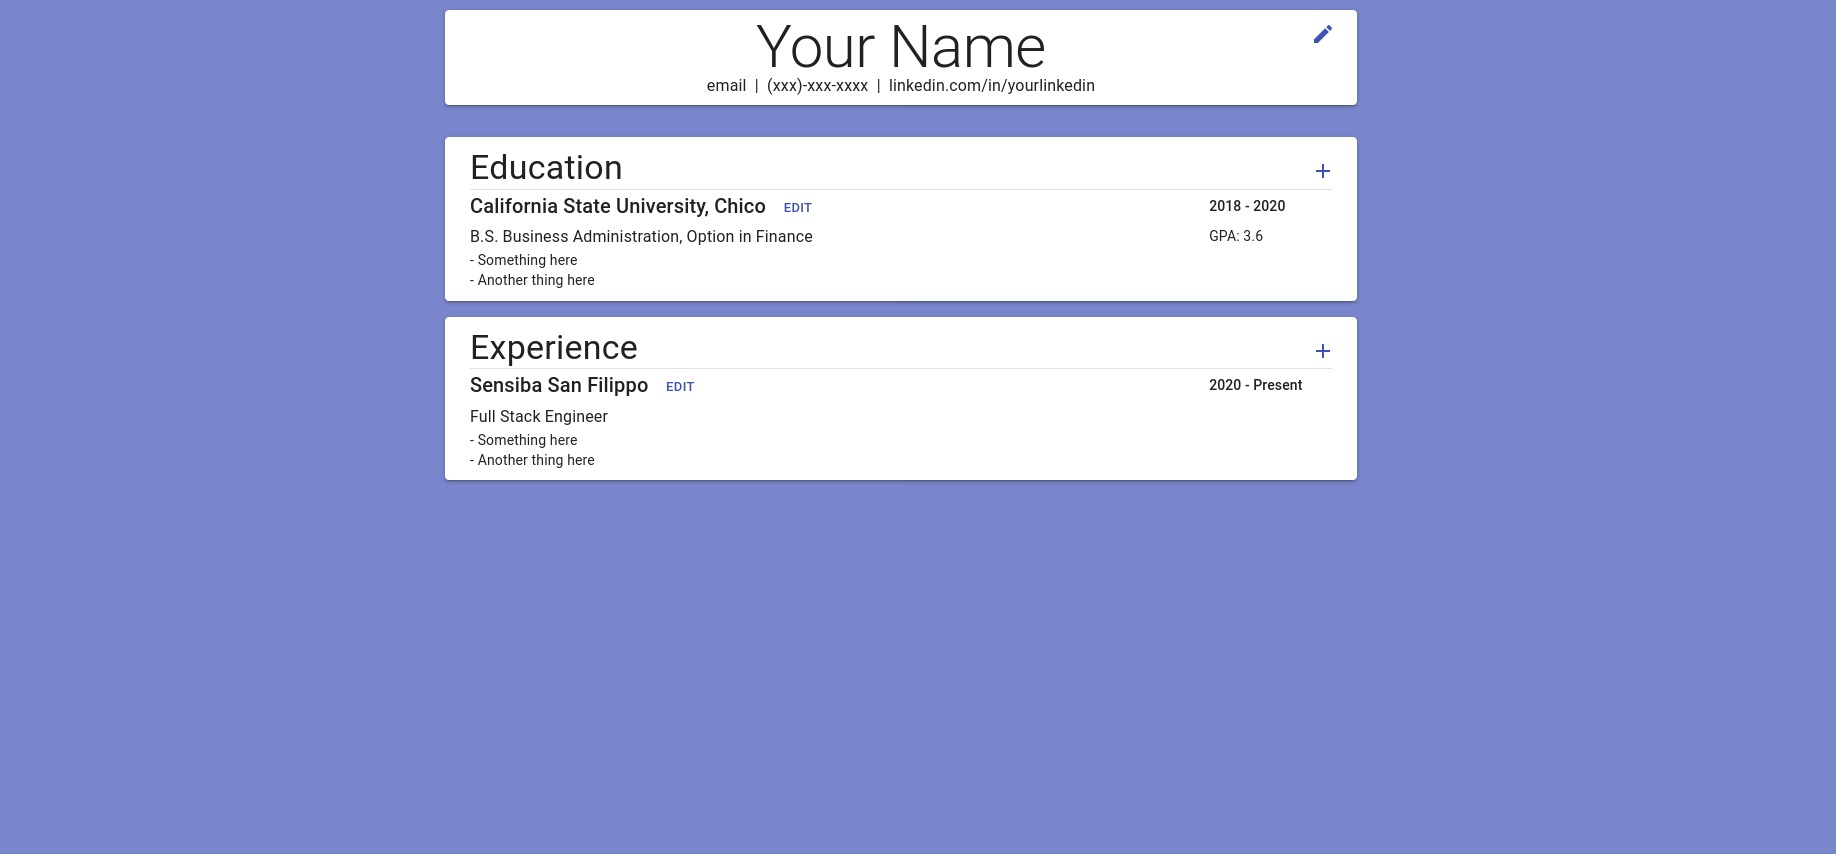 Your Name
email | (xxx)-xxx-xxxx | linkedin.com/in/yourlinkedin
Education
California State University, Chico EDIT 2018 - 2020
B.S. Business Administration, Option in Finance GPA: 3.6
- Something here
- Another thing here
Experience
Sensiba San Filippo EDIT 2020 - Present
Full Stack Engineer
- Something here
- Another thing here